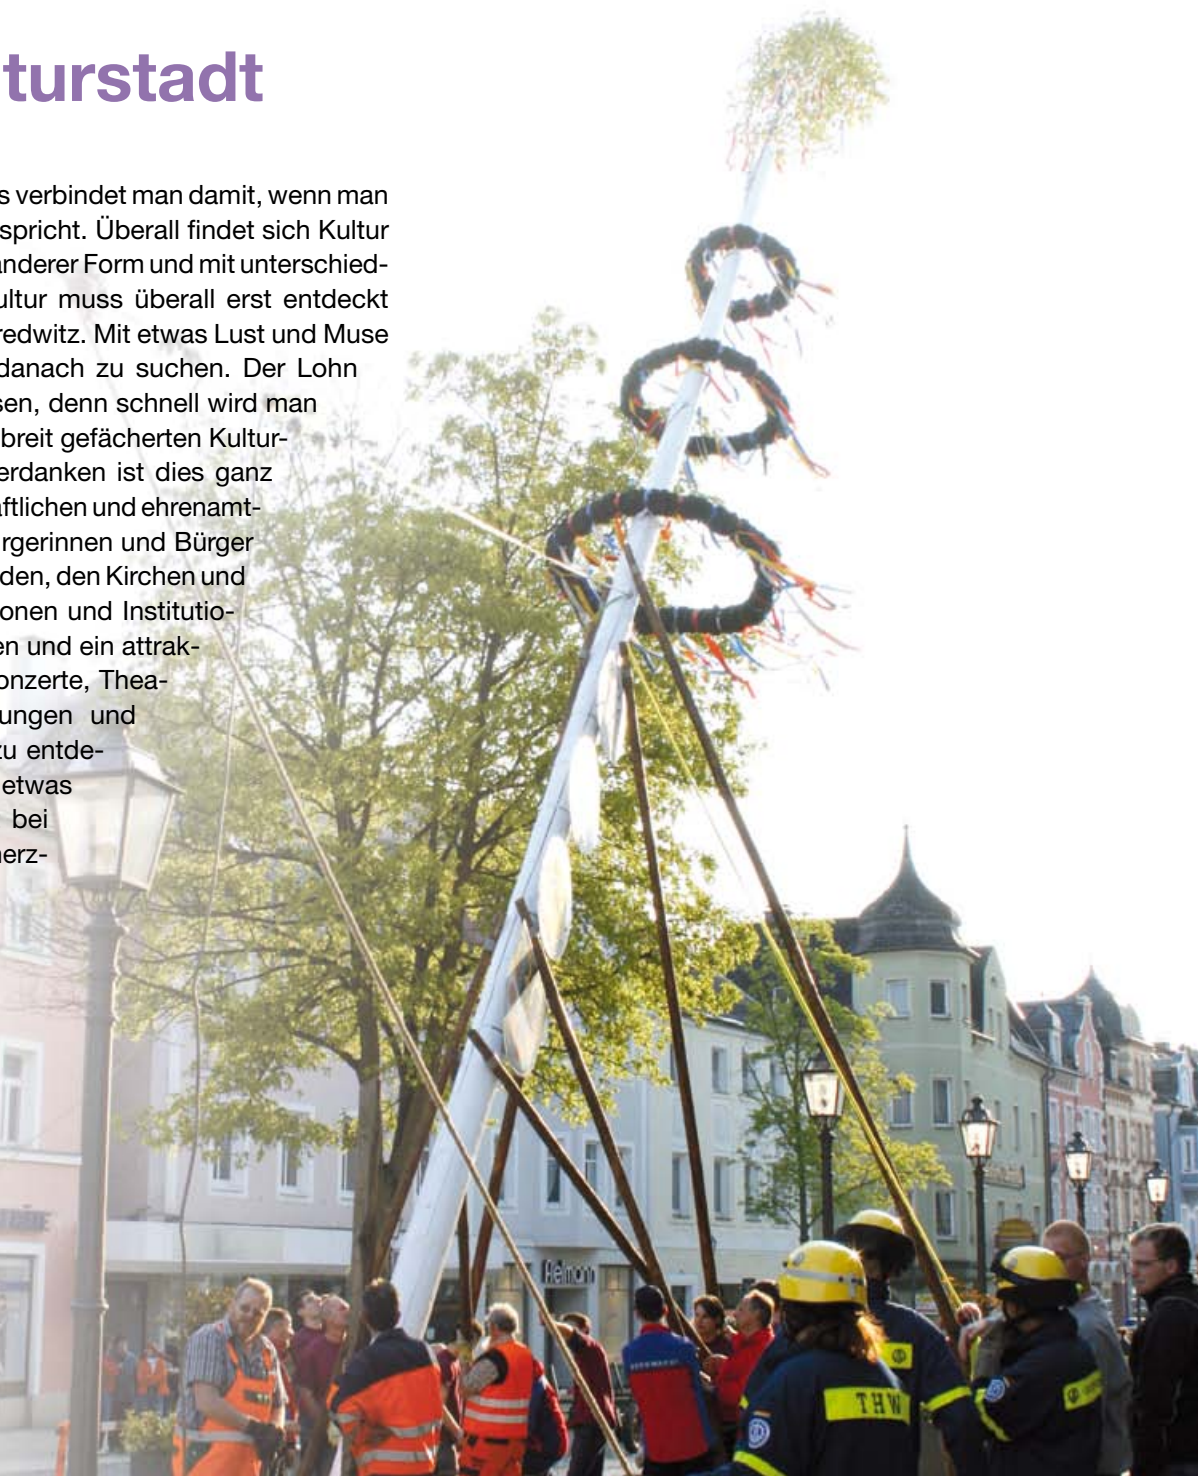 turstadt
s verbindet man damit, wenn man
spricht. Überall findet sich Kultur
anderer Form und mit unterschied-
ultur muss überall erst entdeckt
redwitz. Mit etwas Lust und Muse
danach zu suchen. Der Lohn
sen, denn schnell wird man
breit gefächerten Kultur-
erdanken ist dies ganz
aftlichen und ehrenamt-
rgerinnen und Bürger
den, den Kirchen und
onen und Institutio-
en und ein attrak-
onzerte, Thea-
ungen und
zu entde-
etwas
bei
herz-
Heimann
THW